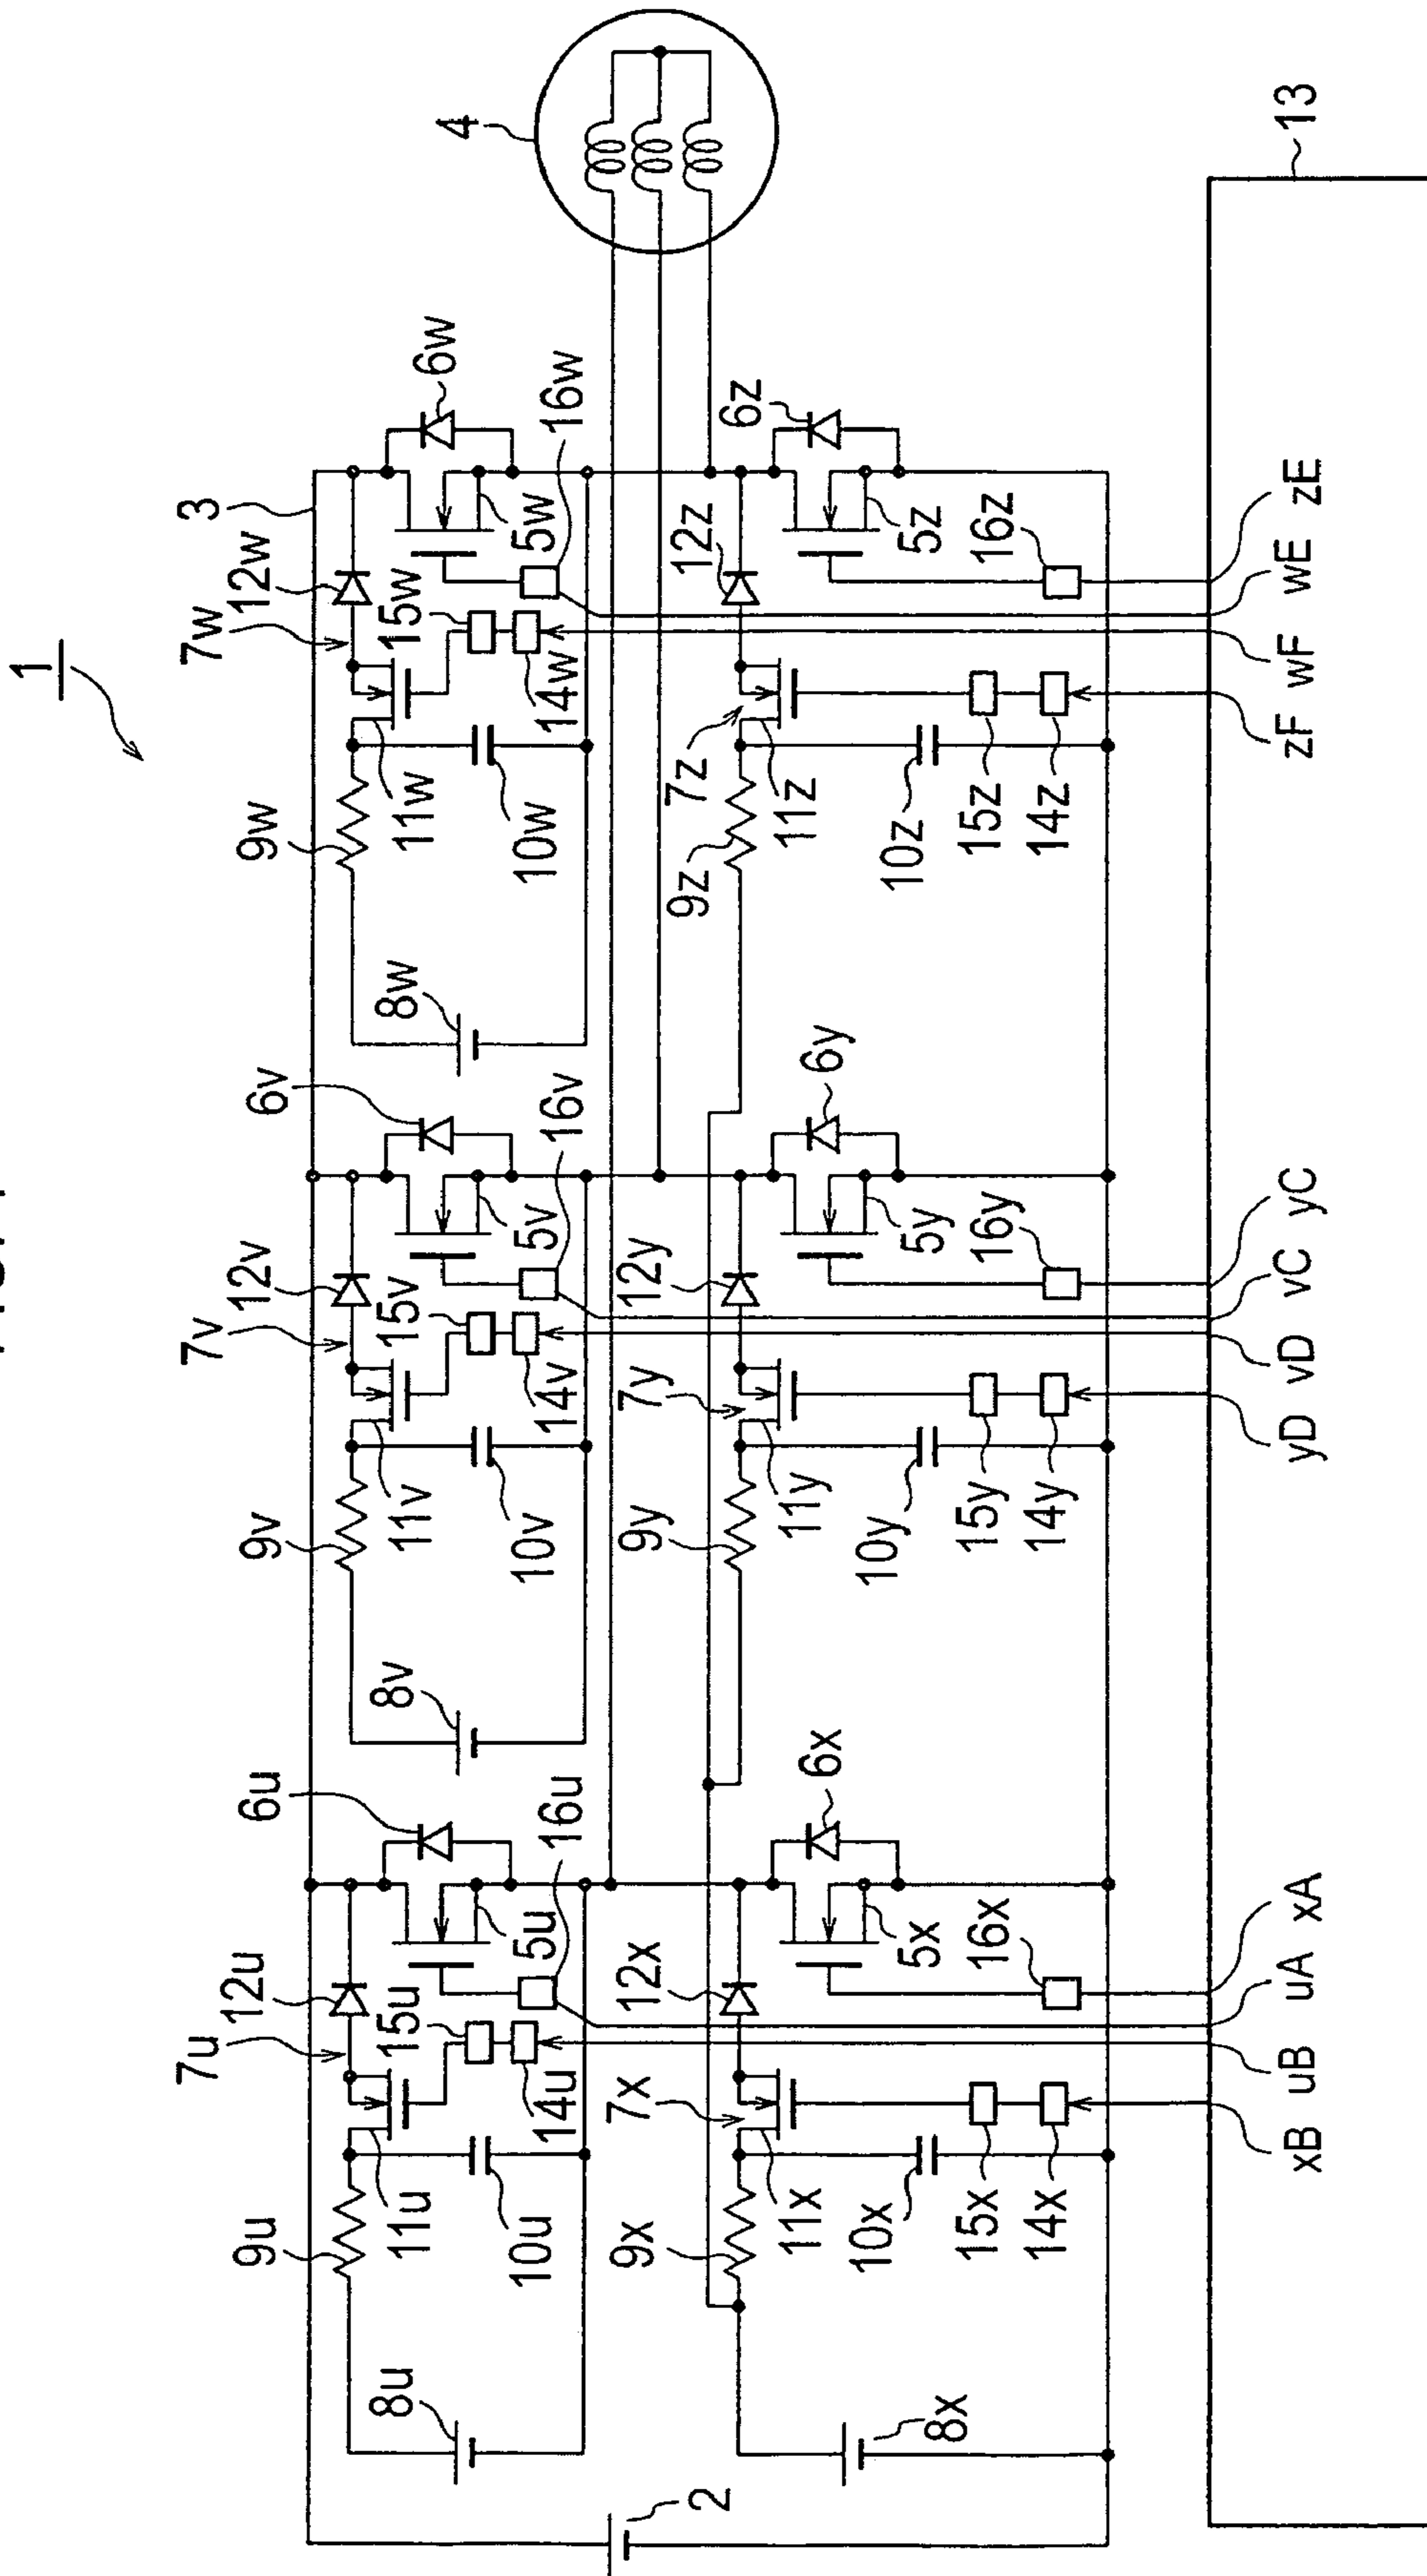 1
3
4
7u
12u
6u
9u
15u
16u
11u
5u
8u
10u
14u
7v
12v
6v
9v
15v
16v
11v
5v
8v
10v
14v
7w
12w
6w
9w
15w
16w
11w
5w
8w
10w
14w
2
9x
7x
12x
6x
11x
5x
8x
10x
15x
14x
16x
9y
7y
12y
6y
11y
5y
10y
15y
14y
16y
9z
7z
12z
6z
11z
5z
10z
15z
14z
16z
xB
uB
uA
xA
yD
vD
vC
yC
zF
wF
wE
zE
13